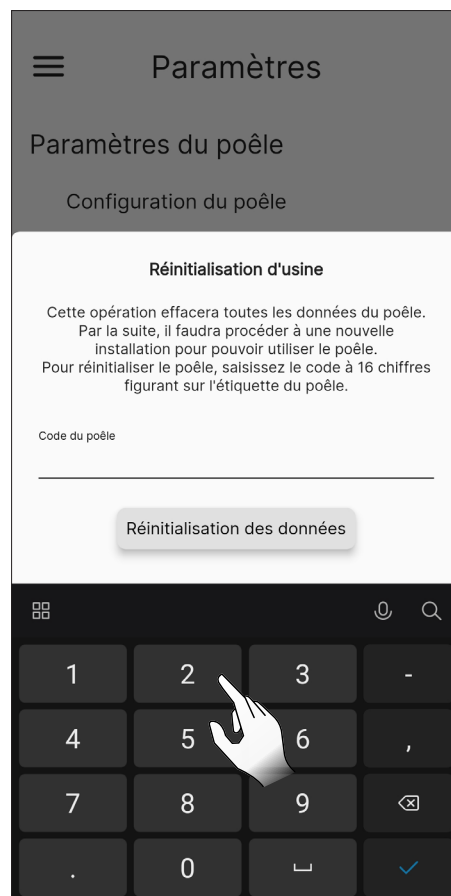 Paramètres
Paramètres du poêle
Configuration du poêle
Réinitialisation d'usine
Cette opération effacera toutes les données du poêle.
Par la suite, il faudra procéder à une nouvelle
installation pour pouvoir utiliser le poêle.
Pour réinitialiser le poêle, saisissez le code à 16 chiffres
figurant sur l'étiquette du poêle.
Code du poêle
Réinitialisation des données
1 2 3 -
4 5 6 ,
7 8 9
. 0